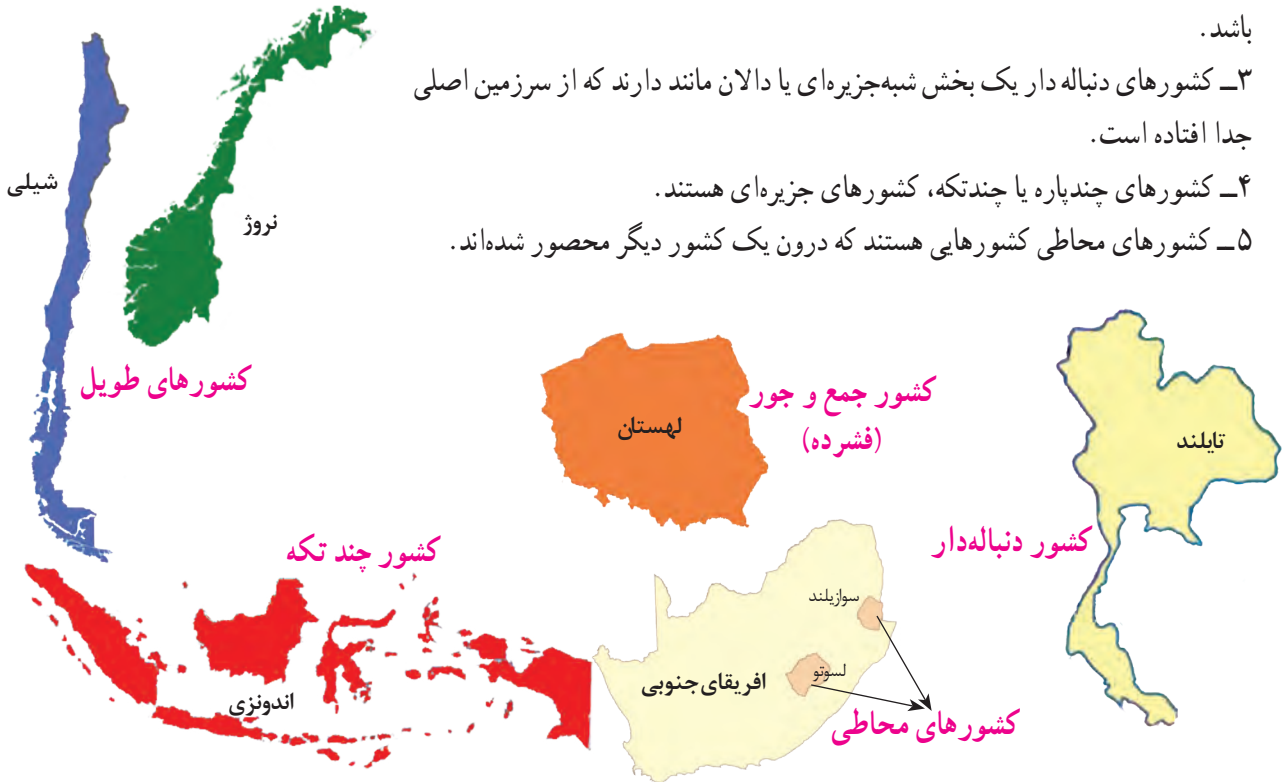 باشد.
۳ــ کشورهای دنباله دار یک بخش شبه‌جزیره‌ای یا دالان مانند دارند که از سرزمین اصلی
جدا افتاده است.
۴ــ کشورهای چندپاره یا چندتکه، کشورهای جزیره‌ای هستند.
۵ــ کشورهای محاطی کشورهایی هستند که درون یک کشور دیگر محصور شده‌اند.
شیلی
نروژ
کشورهای طویل
کشور جمع و جور
(فشرده)
لهستان
تایلند
کشور دنباله‌دار
کشور چند تکه
اندونزی
سوازیلند
لسوتو
افریقای جنوبی
کشورهای محاطی